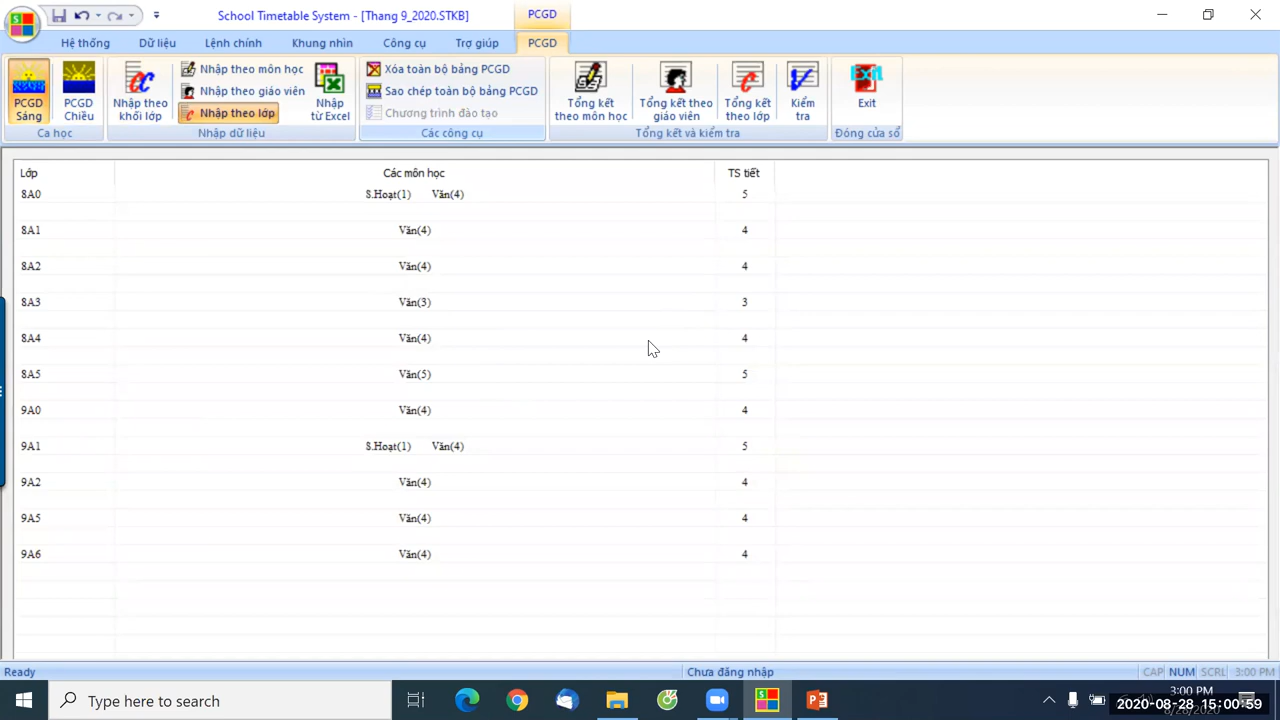 School Timetable System - [Thang 9_2020.STKB]
PCGD
Hệ thống Dữ liệu Lệnh chính Khung nhìn Công cụ Trợ giúp PCGD
PCGD Sáng
PCGD Chiều
Ca học
Nhập theo khối lớp
Nhập theo môn học
Nhập theo giáo viên
Nhập theo lớp
Nhập từ Excel
Nhập dữ liệu
Xóa toàn bộ bảng PCGD
Sao chép toàn bộ bảng PCGD
Chương trình đào tạo
Các công cụ
Tổng kết theo môn học
Tổng kết theo giáo viên
Tổng kết theo lớp
Kiểm tra
Tổng kết và kiểm tra
Exit
Exit
Đóng cửa sổ
Lớp Các môn học TS tiết
8A0 S.Hoạt(1) Văn(4) 5
8A1 Văn(4) 4
8A2 Văn(4) 4
8A3 Văn(3) 3
8A4 Văn(4) 4
8A5 Văn(5) 5
9A0 Văn(4) 4
9A1 S.Hoạt(1) Văn(4) 5
9A2 Văn(4) 4
9A5 Văn(4) 4
9A6 Văn(4) 4
Ready Chưa đăng nhập CAP NUM SCRL 3:00 PM
Type here to search
3:00 PM
2020-08-28 15:00:59